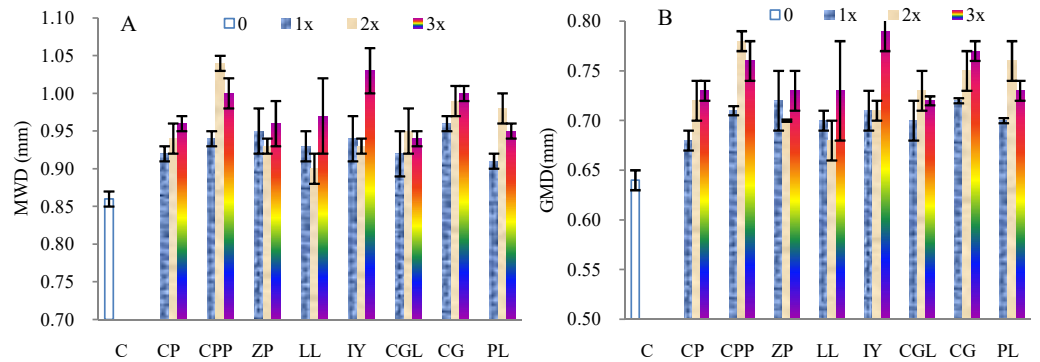 A
0 1x 2x 3x
MWD (mm)
1.10
1.05
1.00
0.95
0.90
0.85
0.80
0.75
0.70
C CP CPP ZP LL IY CGL CG PL
B
0 1x 2x 3x
GMD(mm)
0.80
0.75
0.70
0.65
0.60
0.55
0.50
C CP CPP ZP LL IY CGL CG PL